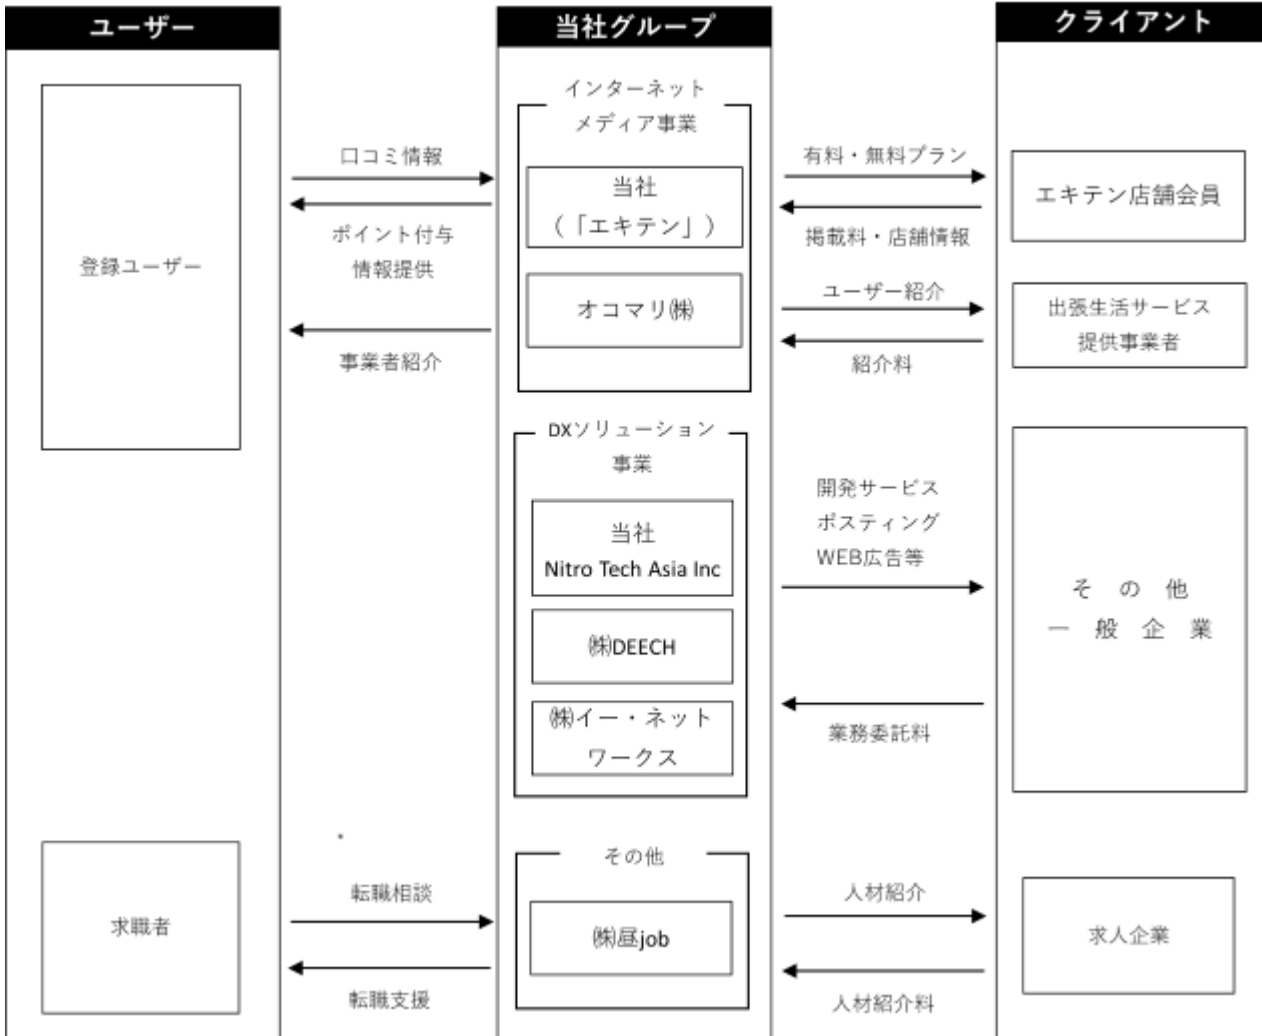 ユーザー
当社グループ
クライアント
インターネット
メディア事業
口コミ情報
有料・無料プラン
当社
（「エキテン」）
エキテン店舗会員
ポイント付与
情報提供
掲載料・店舗情報
登録ユーザー
オコマリ㈱
ユーザー紹介
出張生活サービス
提供事業者
事業者紹介
紹介料
DXソリューション
事業
開発サービス
ポスティング
WEB広告等
当社
Nitro Tech Asia Inc
その他
一般企業
㈱DEECH
㈱イー・ネット
ワークス
業務委託料
その他
転職相談
人材紹介
求職者
㈱昼job
求人企業
転職支援
人材紹介料